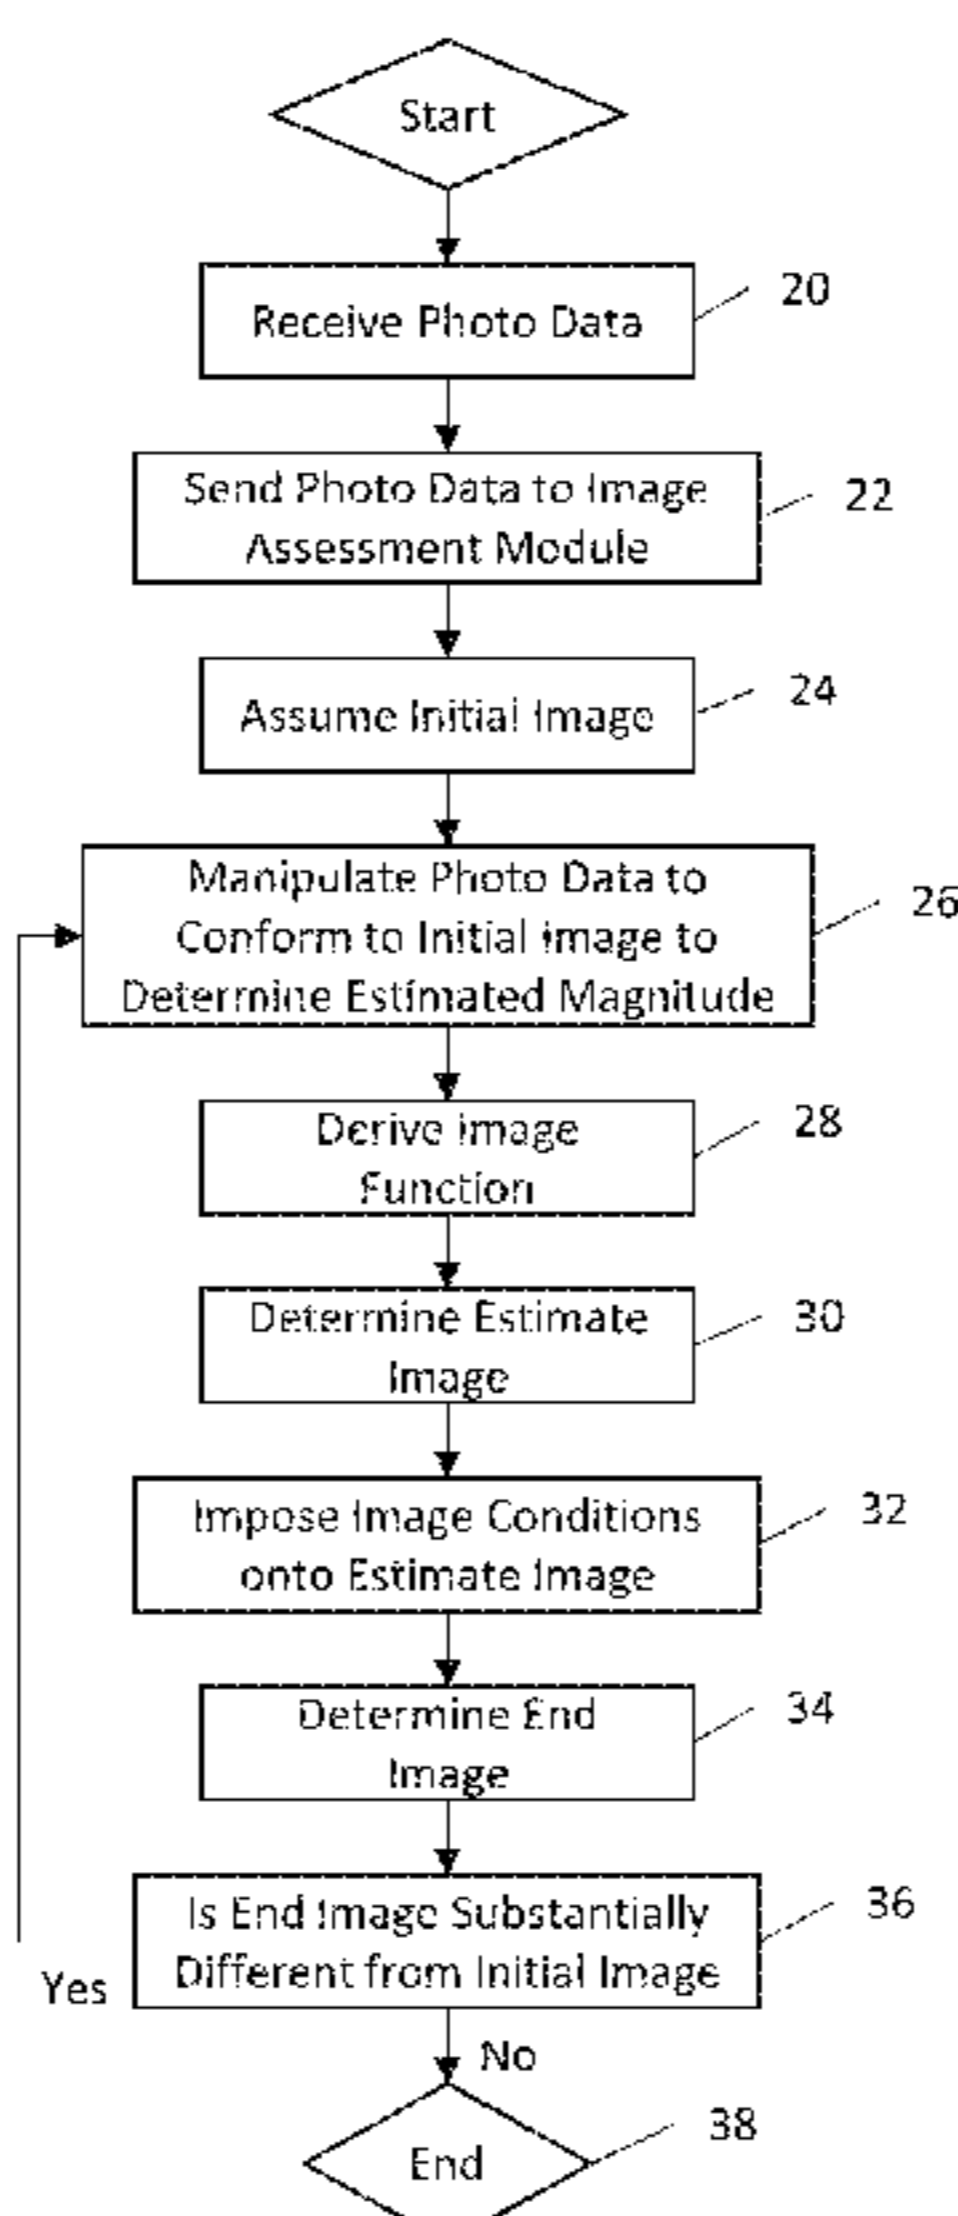 Start
Receive Photo Data
20
Send Photo Data to Image
Assessment Module
22
Assume Initial Image
24
Manipulate Photo Data to
Conform to Initial Image to
Determine Estimated Magnitude
26
Derive Image
Function
28
Determine Estimate
Image
30
Impose Image Conditions
onto Estimate Image
32
Determine End
Image
34
Is End Image Substantially
Different from Initial Image
36
Yes
No
End
38